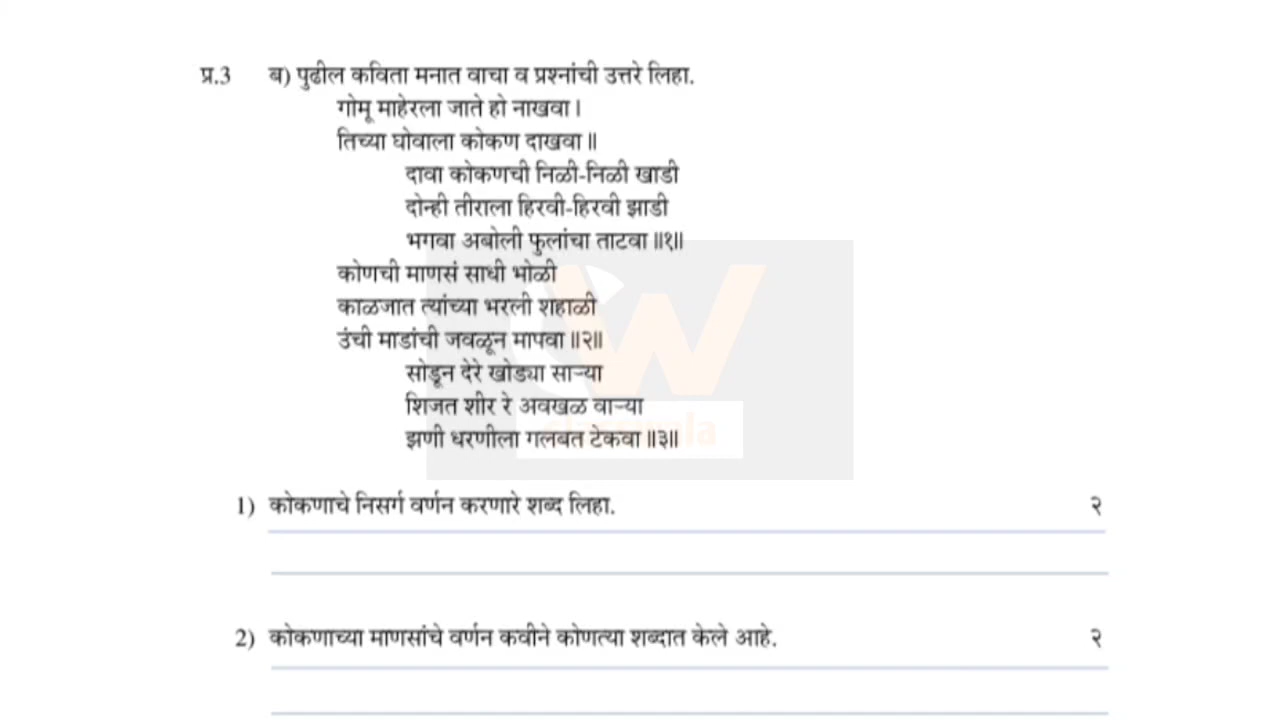 प्र.3 ब) पुढील कविता मनात वाचा व प्रश्नांची उत्तरे लिहा.
गोमू माहेरला जाते हो नाखवा।
तिच्या घोवाला कोकण दाखवा॥
दावा कोकणची निळी-निळी खाडी
दोन्ही तीराला हिरवी-हिरवी झाडी
भगवा अबोली फुलांचा ताटवा॥१॥
कोणची माणसं साधी भोळी
काळजात त्यांच्या भरली शहाळी
उंची माडांची जवळून मापवा॥२॥
सोडून देरे खोड्या साऱ्या
शिजत शीर रे अवखळ वाऱ्या
झणी धरणीला गलबत टेकवा॥३॥
1) कोकणाचे निसर्ग वर्णन करणारे शब्द लिहा. २
2) कोकणाच्या माणसांचे वर्णन कवीने कोणत्या शब्दात केले आहे. २